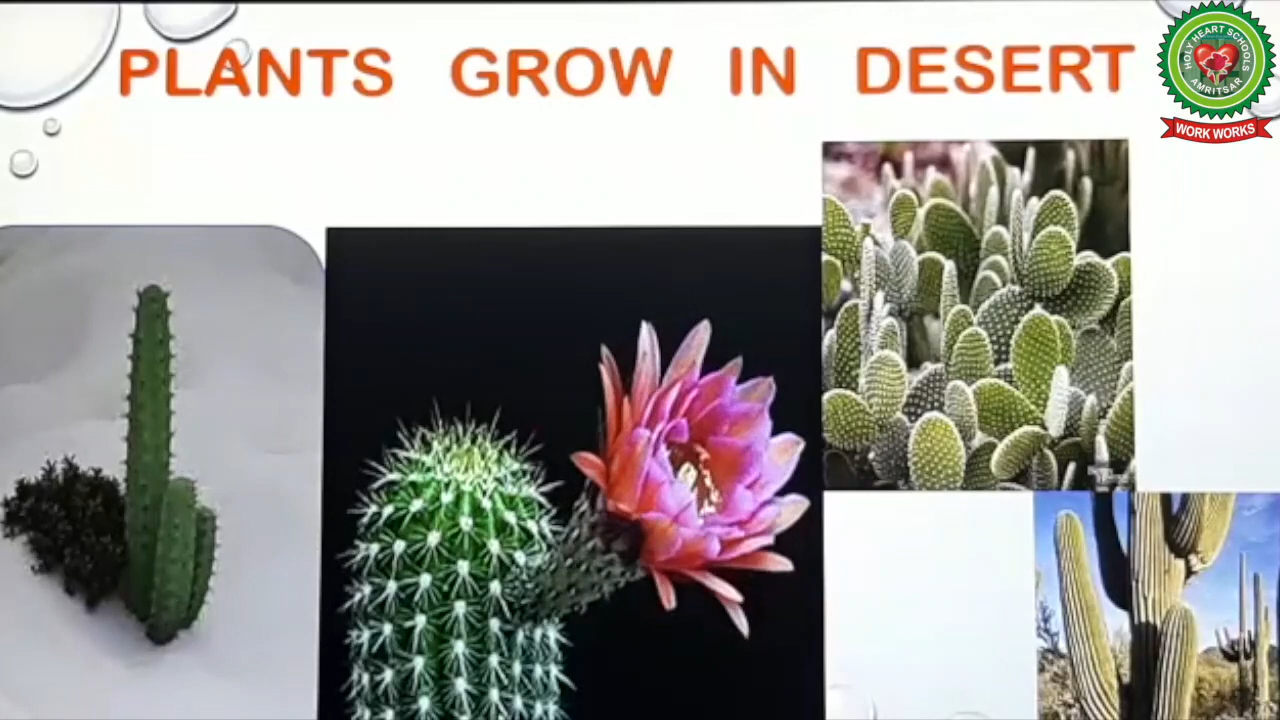 PLANTS GROW IN DESERT
HOLY HEART SCHOOLS
AMRITSAR
WORK WORKS